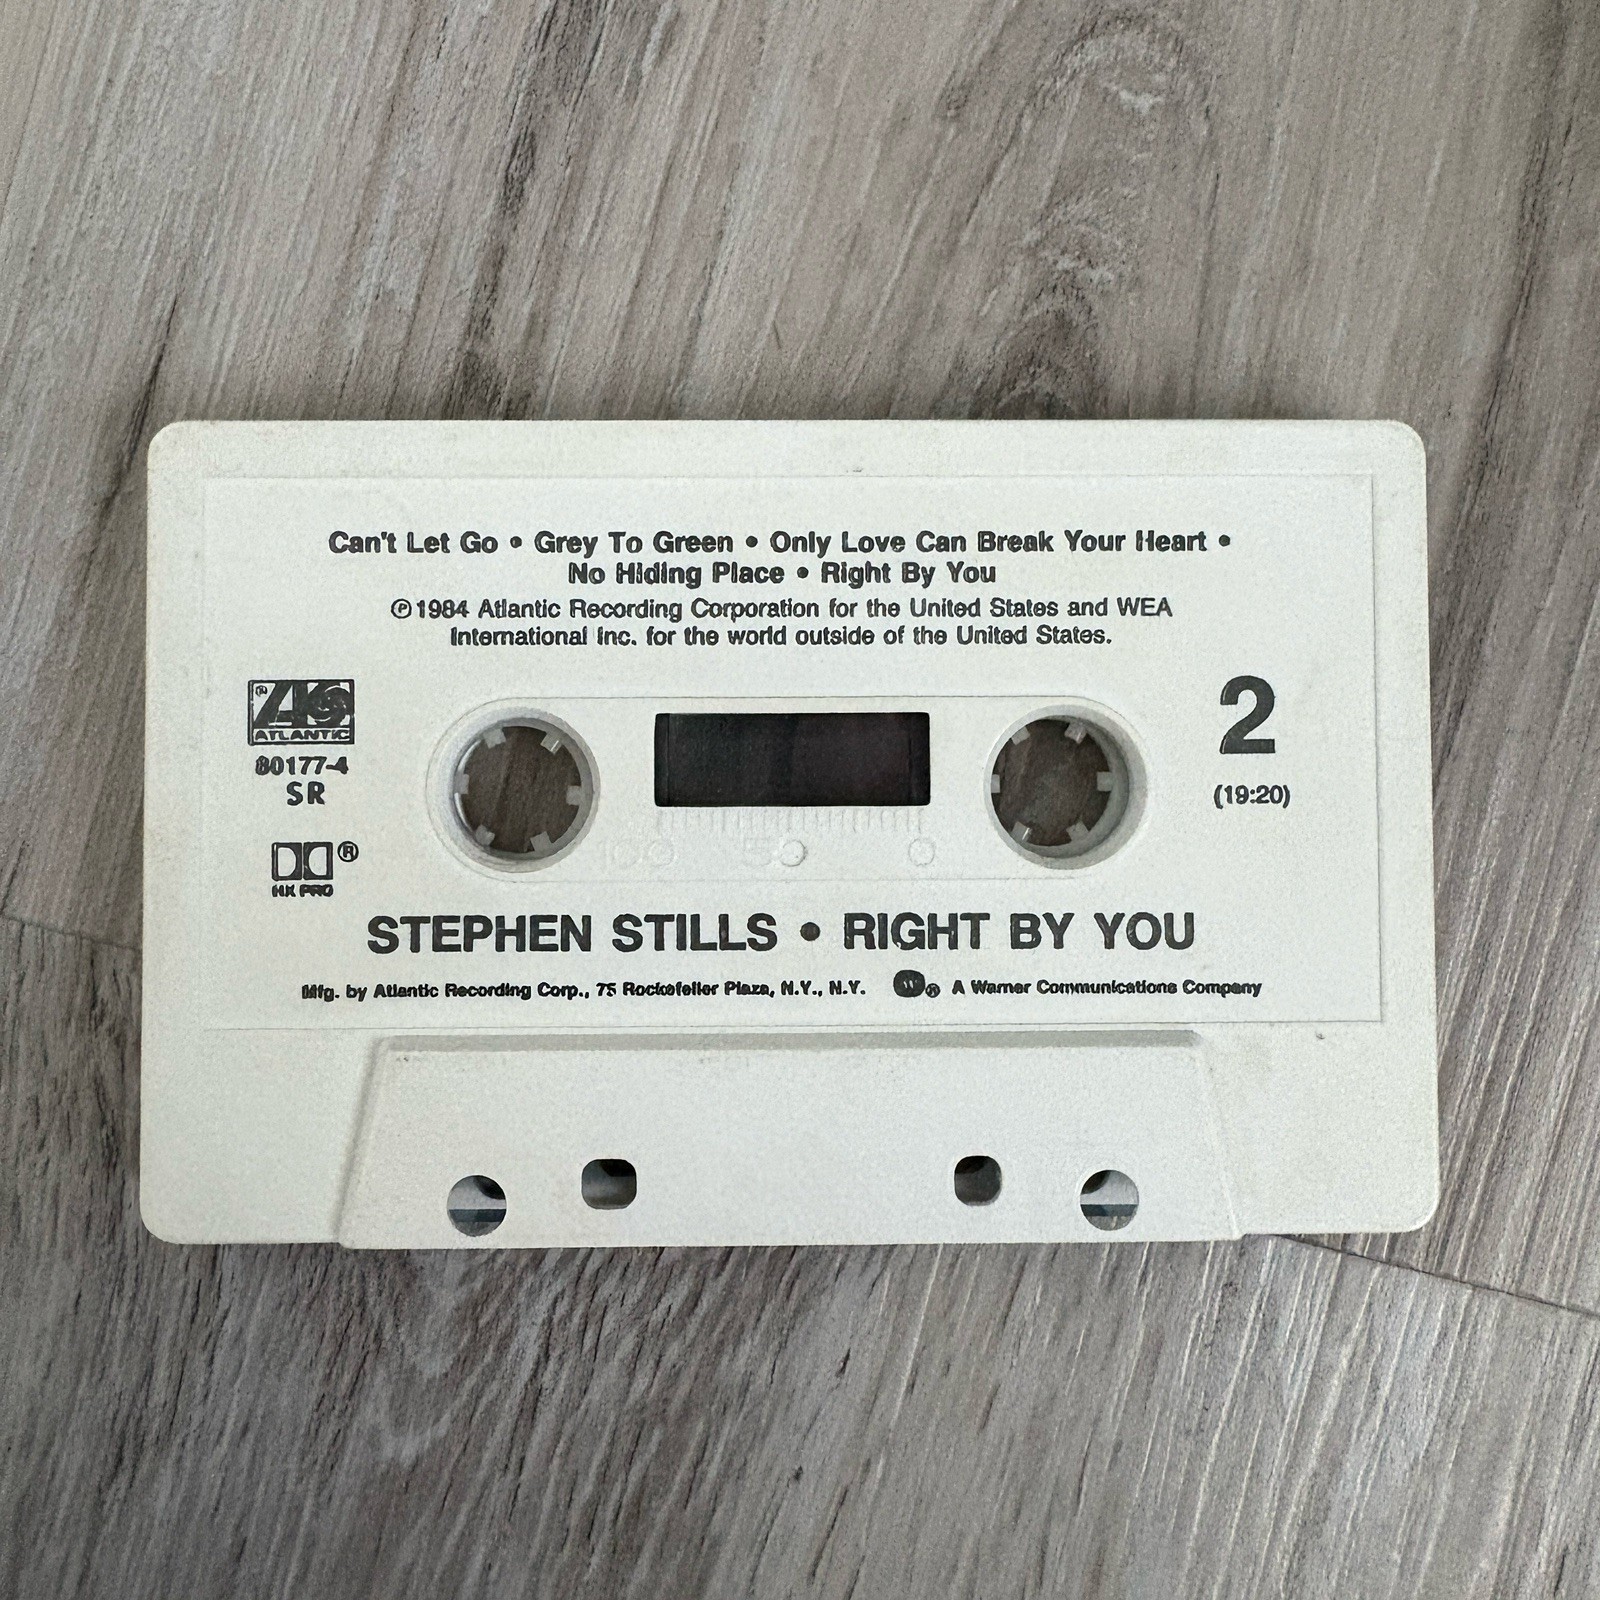 Can't Let Go • Grey To Green • Only Love Can Break Your Heart •
No Hiding Place • Right By You
℗1984 Atlantic Recording Corporation for the United States and WEA
International Inc. for the world outside of the United States.
ATLANTIC
80177-4
SR
2
(19:20)
HX PRO
STEPHEN STILLS • RIGHT BY YOU
Mfg. by Atlantic Recording Corp., 75 Rockefeller Plaza, N.Y., N.Y. W® A Warner Communications Company